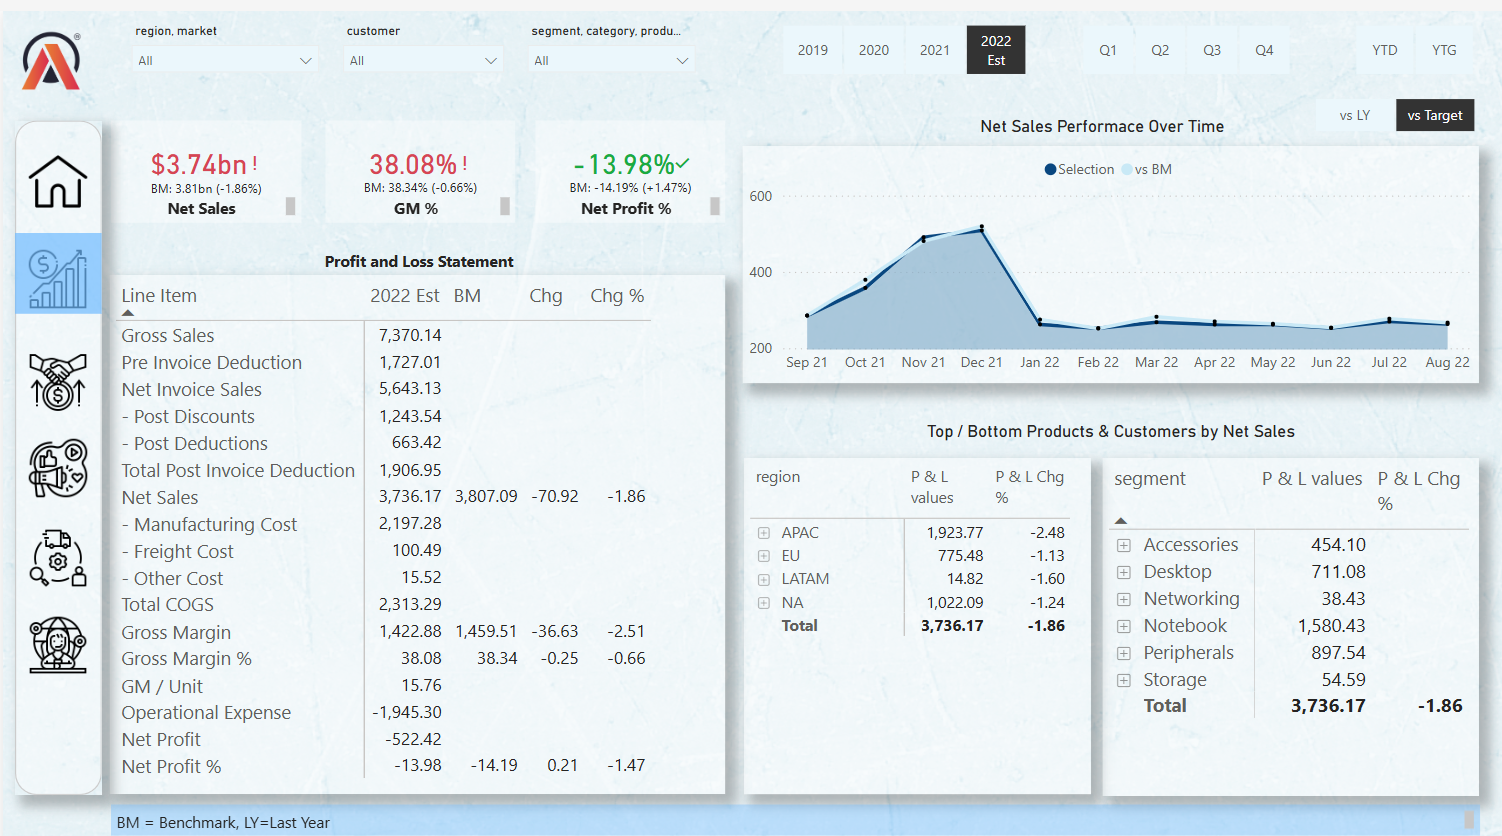 region, market
customer
segment, category, produ...
All
All
All
2019 2020 2021 2022 Est
Q1 Q2 Q3 Q4
YTD YTG
vs LY vs Target
®
$3.74bn !
BM: 3.81bn (-1.86%)
Net Sales
38.08% !
BM: 38.34% (-0.66%)
GM %
-13.98%
BM: -14.19% (+1.47%)
Net Profit %
Net Sales Performace Over Time
Selection vs BM
600
400
200
Sep 21 Oct 21 Nov 21 Dec 21 Jan 22 Feb 22 Mar 22 Apr 22 May 22 Jun 22 Jul 22 Aug 22
Profit and Loss Statement
Line Item 2022 Est BM Chg Chg %
Gross Sales 7,370.14
Pre Invoice Deduction 1,727.01
Net Invoice Sales 5,643.13
- Post Discounts 1,243.54
- Post Deductions 663.42
Total Post Invoice Deduction 1,906.95
Net Sales 3,736.17 3,807.09 -70.92 -1.86
- Manufacturing Cost 2,197.28
- Freight Cost 100.49
- Other Cost 15.52
Total COGS 2,313.29
Gross Margin 1,422.88 1,459.51 -36.63 -2.51
Gross Margin % 38.08 38.34 -0.25 -0.66
GM / Unit 15.76
Operational Expense -1,945.30
Net Profit -522.42
Net Profit % -13.98 -14.19 0.21 -1.47
Top / Bottom Products & Customers by Net Sales
region P & L values P & L Chg %
APAC 1,923.77 -2.48
EU 775.48 -1.13
LATAM 14.82 -1.60
NA 1,022.09 -1.24
Total 3,736.17 -1.86
segment P & L values P & L Chg %
Accessories 454.10
Desktop 711.08
Networking 38.43
Notebook 1,580.43
Peripherals 897.54
Storage 54.59
Total 3,736.17 -1.86
BM = Benchmark, LY=Last Year